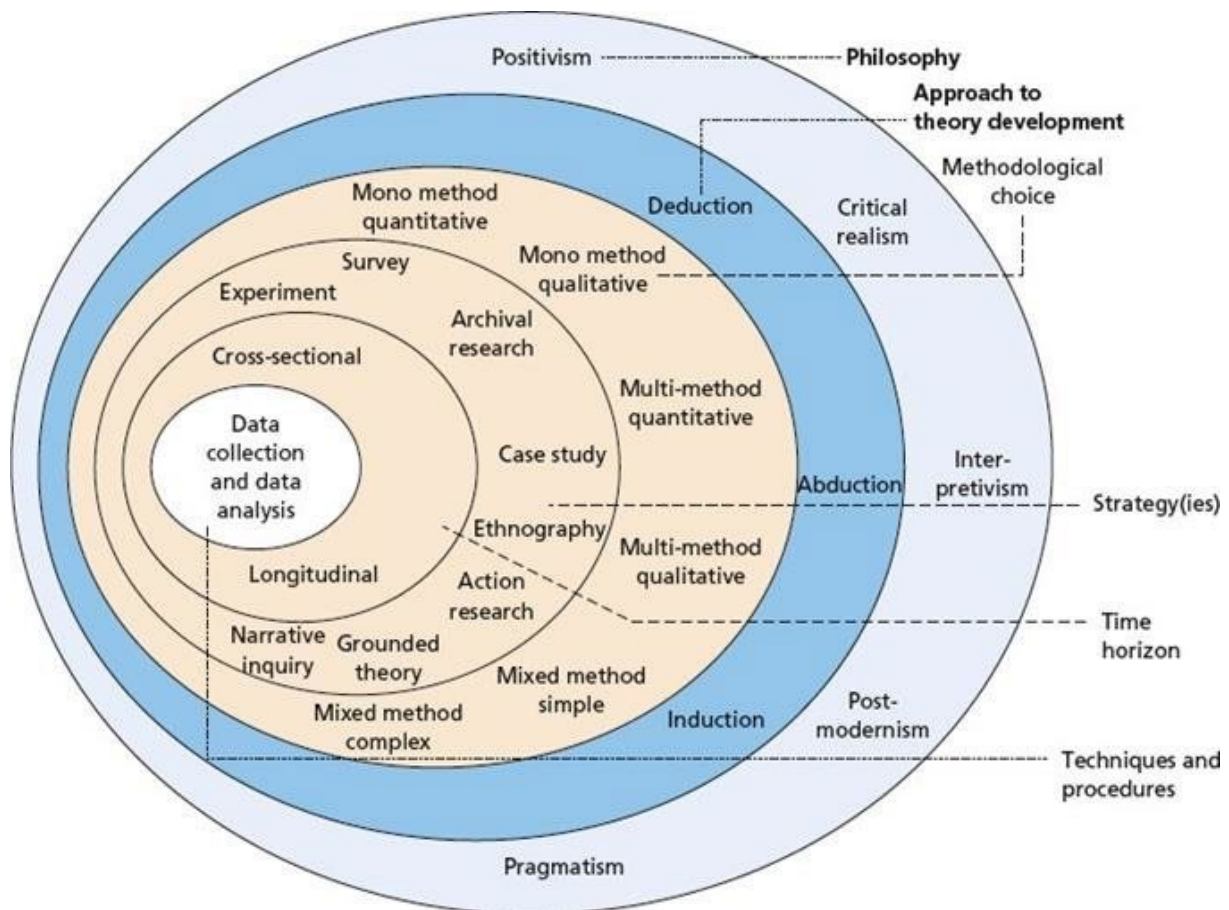 Positivism
Philosophy
Approach to
theory development
Methodological
choice
Mono method
quantitative
Deduction
Critical
realism
Survey
Mono method
qualitative
Experiment
Archival
research
Cross-sectional
Multi-method
quantitative
Data
collection
and data
analysis
Case study
Abduction
Inter-
pretivism
Strategy(ies)
Ethnography
Multi-method
qualitative
Longitudinal
Action
research
Time
horizon
Narrative
inquiry
Grounded
theory
Mixed method
simple
Mixed method
complex
Induction
Post-
modernism
Techniques and
procedures
Pragmatism